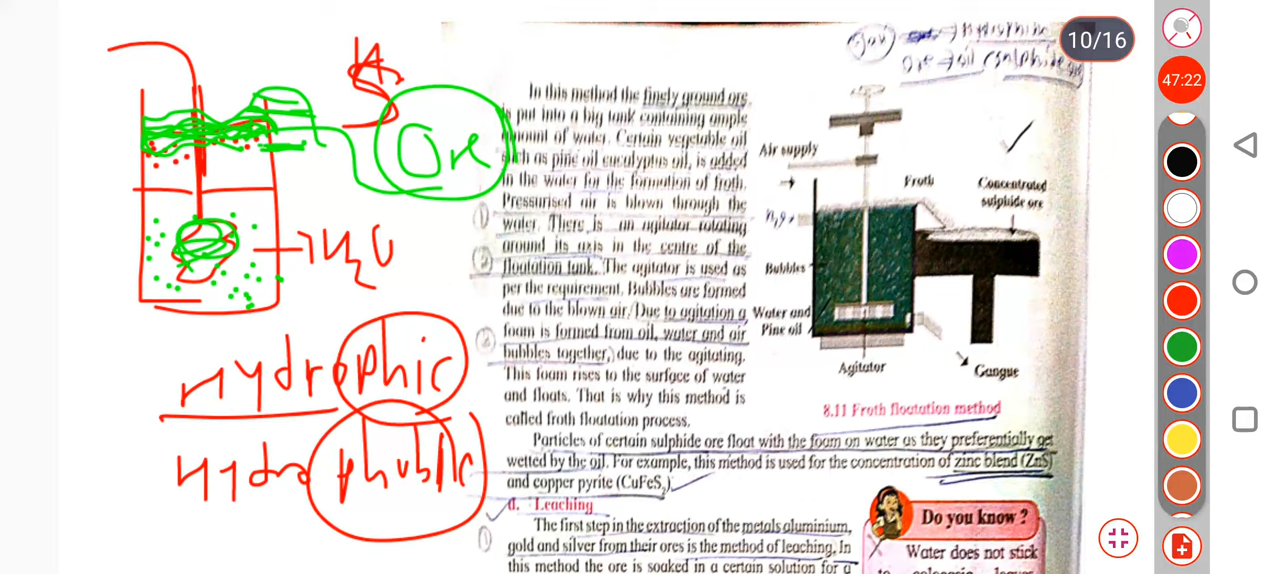 10/16
47:22
Ore
H2O
Hydrophic
Hydrophobic
Ore → oil (sulphide ore
In this method the finely ground ore
is put into a big tank containing ample
amount of water. Certain vegetable oil
such as pine oil eucalyptus oil, is added
in the water for the formation of froth.
Pressurised air is blown through the
water. There is an agitator rotating
around its axis in the centre of the
floatation tank. The agitator is used as
per the requirement. Bubbles are formed
due to the blown air. Due to agitation a
foam is formed from oil, water and air
bubbles together, due to the agitating.
This foam rises to the surface of water
and floats. That is why this method is
called froth floatation process.
Air supply
Froth
Concentrated
sulphide ore
Bubbles
Water and
Pine oil
Agitator
Gangue
8.11 Froth floatation method
Particles of certain sulphide ore float with the foam on water as they preferentially get
wetted by the oil. For example, this method is used for the concentration of zinc blend (ZnS)
and copper pyrite (CuFeS2)
d. Leaching
The first step in the extraction of the metals aluminium,
gold and silver from their ores is the method of leaching. In
this method the ore is soaked in a certain solution for a
Do you know ?
Water does not stick
to colocasia leaves